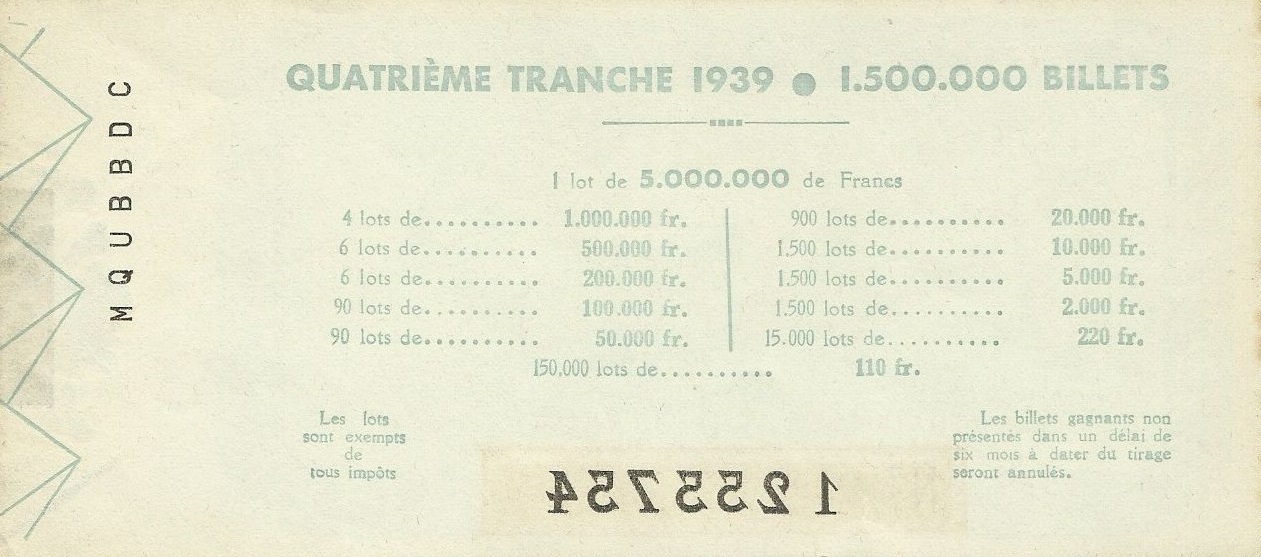 QUATRIÈME TRANCHE 1939 ● 1.500.000 BILLETS
1 lot de 5.000.000 de Francs
4 lots de.......... 1.000.000 fr.
6 lots de.......... 500.000 fr.
6 lots de.......... 200.000 fr.
90 lots de.......... 100.000 fr.
90 lots de.......... 50.000 fr.
900 lots de.......... 20.000 fr.
1.500 lots de.......... 10.000 fr.
1.500 lots de.......... 5.000 fr.
1.500 lots de.......... 2.000 fr.
15.000 lots de.......... 220 fr.
150,000 lots de.......... 110 fr.
Les lots
sont exempts
de
tous impôts
Les billets gagnants non
présentés dans un délai de
six mois à dater du tirage
seront annulés.
1255754
MQUBBDC